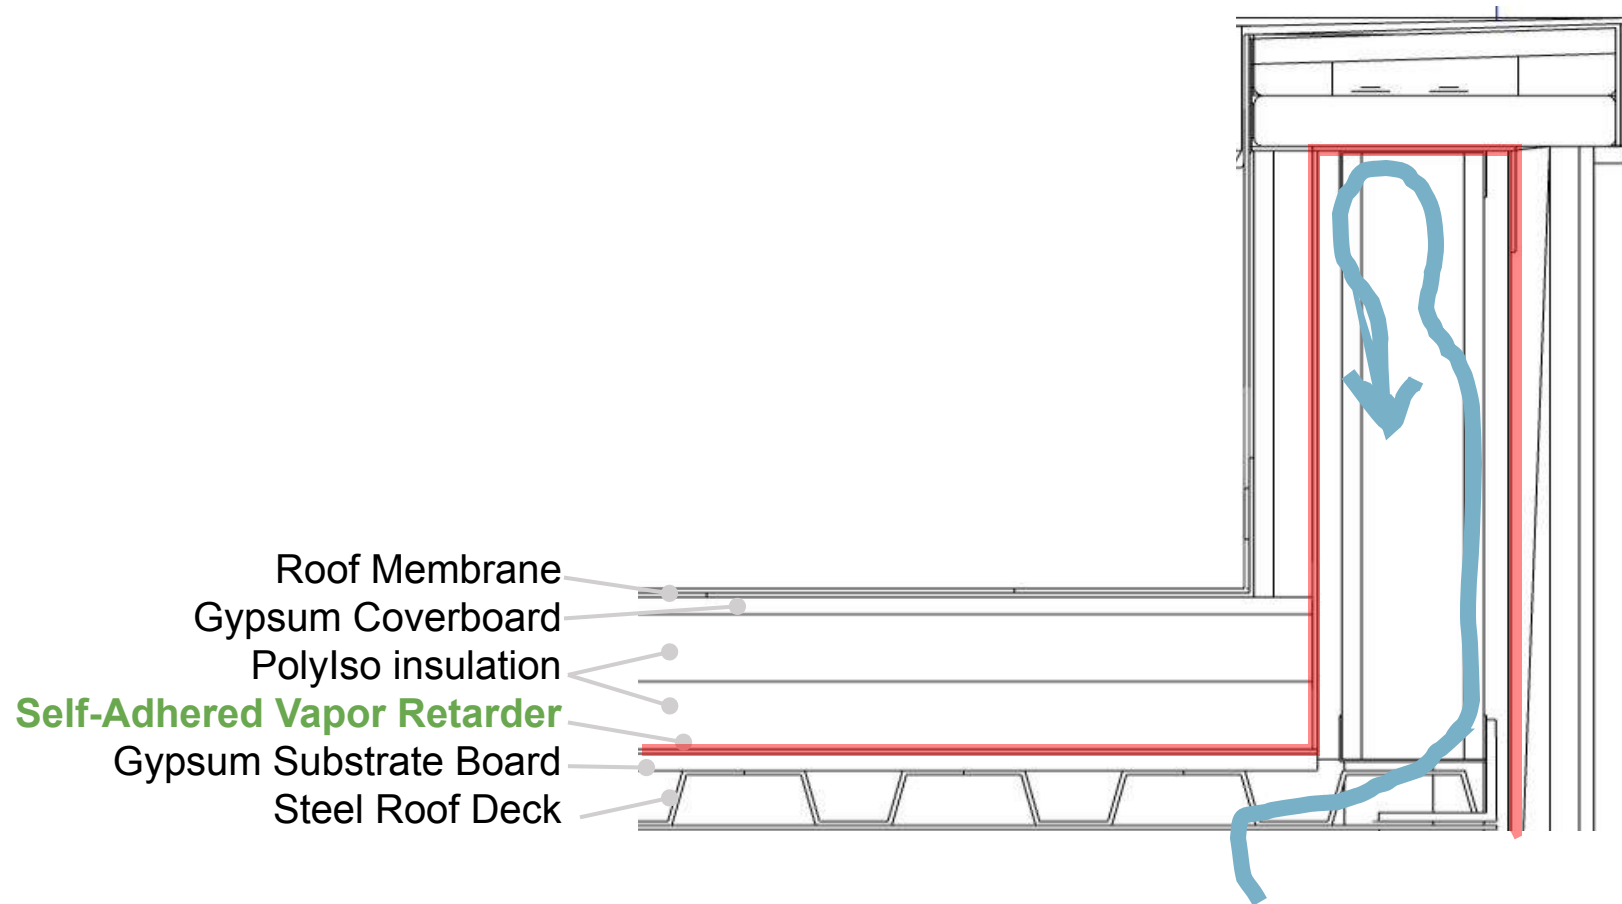 Roof Membrane
Gypsum Coverboard
PolyIso insulation
Self-Adhered Vapor Retarder
Gypsum Substrate Board
Steel Roof Deck